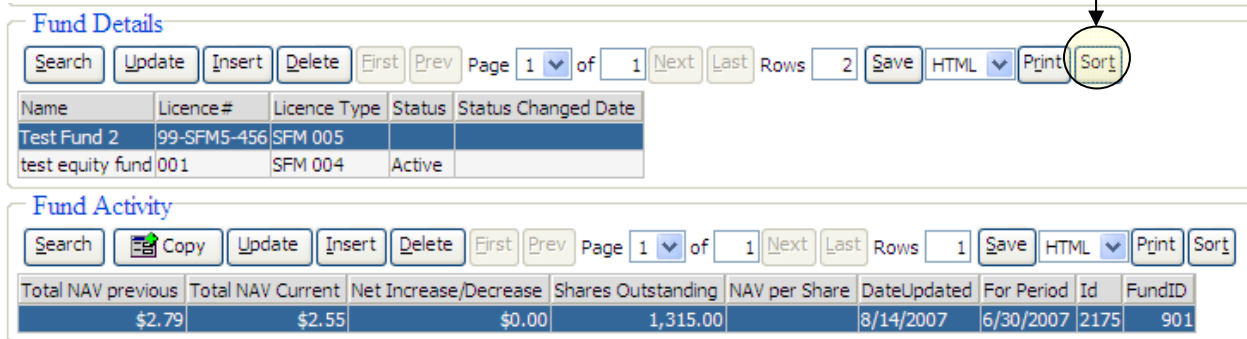 Fund Details
Search Update Insert Delete First Prev Page 1 of 1 Next Last Rows 2 Save HTML Print Sort
Name Licence# Licence Type Status Status Changed Date
Test Fund 2 99-SFM5-456 SFM 005
test equity fund 001 SFM 004 Active
Fund Activity
Search Copy Update Insert Delete First Prev Page 1 of 1 Next Last Rows 1 Save HTML Print Sort
Total NAV previous Total NAV Current Net Increase/Decrease Shares Outstanding NAV per Share DateUpdated For Period Id FundID
$2.79 $2.55 $0.00 1,315.00 8/14/2007 6/30/2007 2175 901